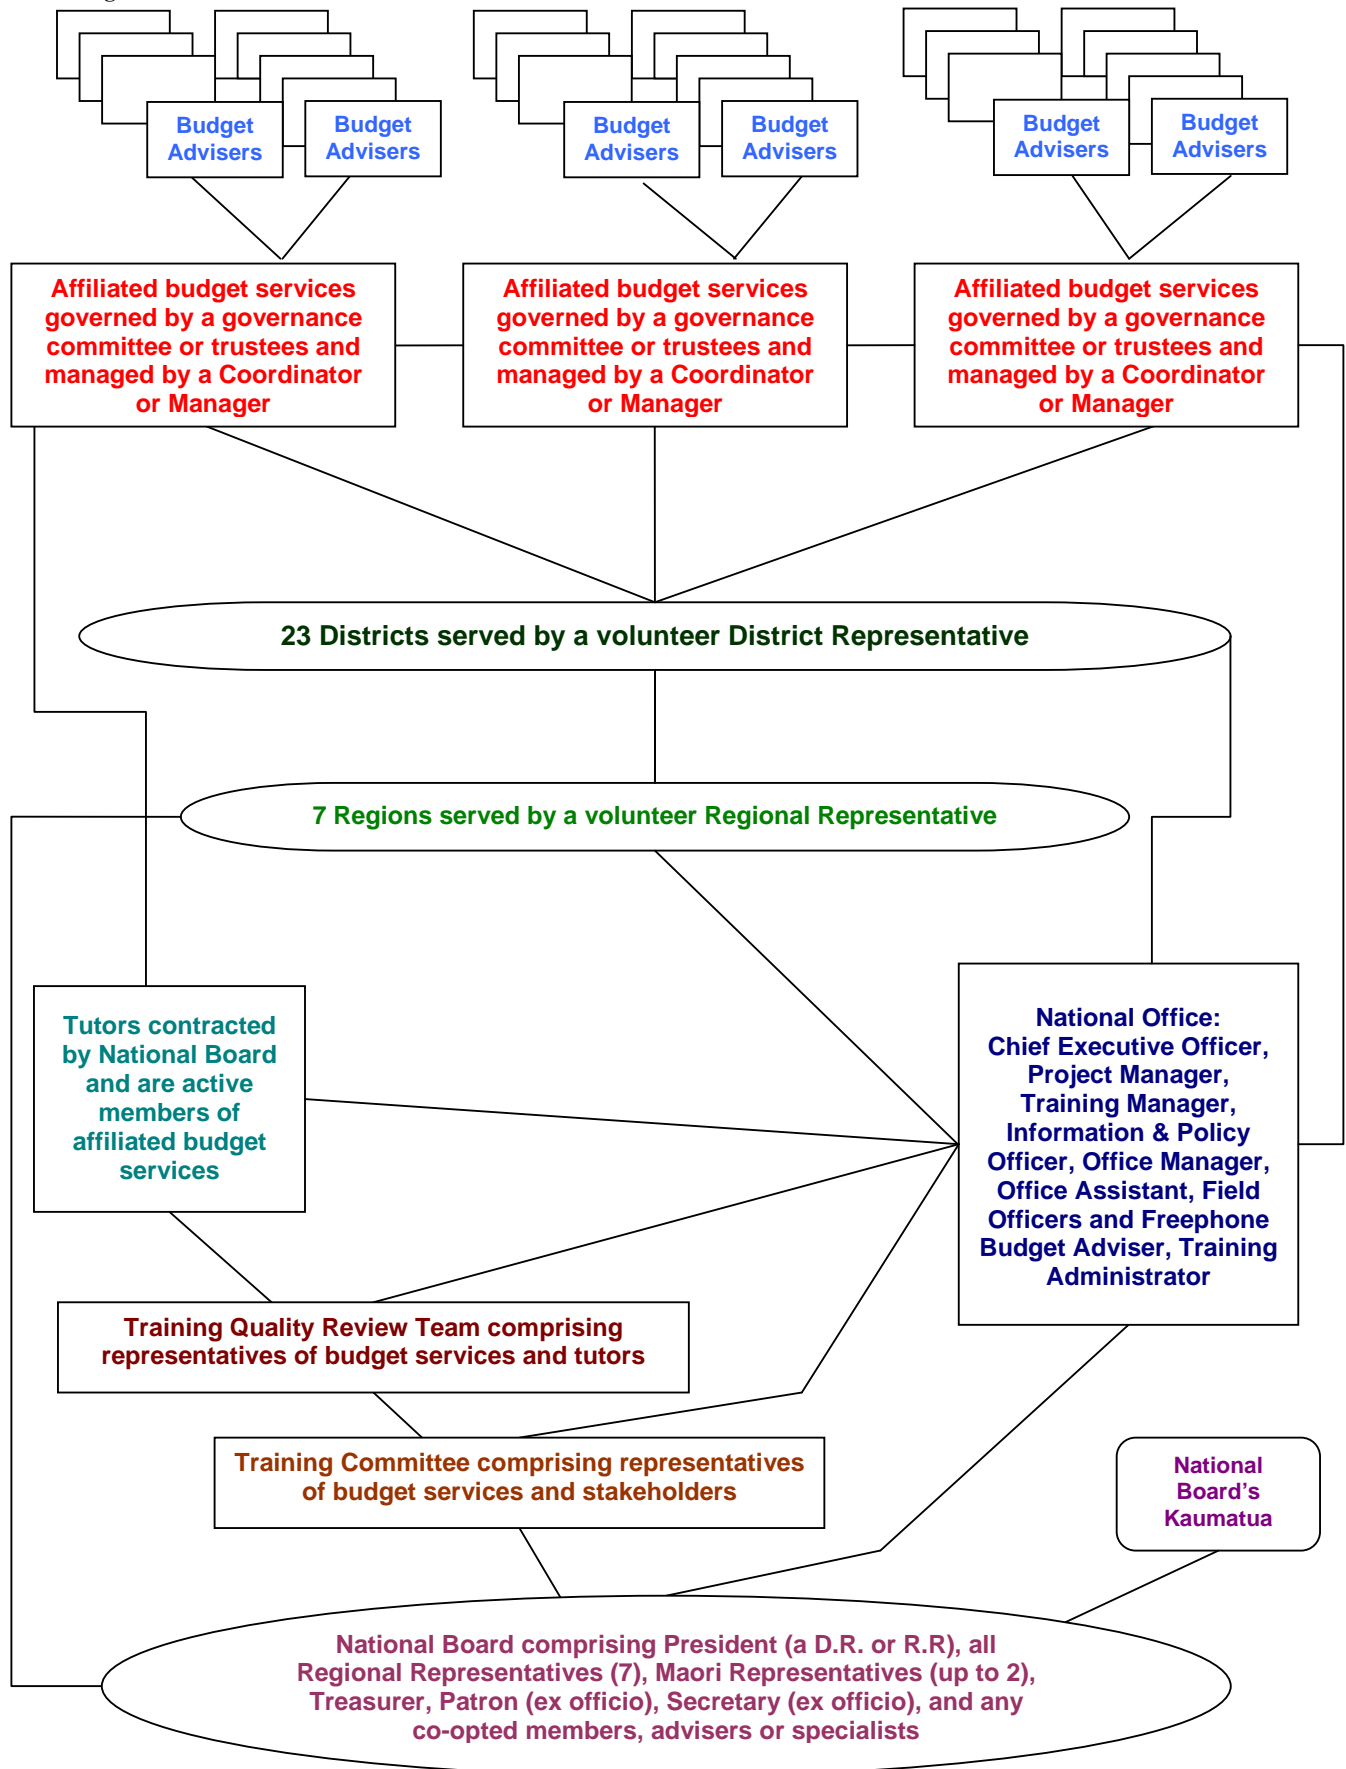 Budget
Advisers
Budget
Advisers
Budget
Advisers
Budget
Advisers
Budget
Advisers
Budget
Advisers
Affiliated budget services
governed by a governance
committee or trustees and
managed by a Coordinator
or Manager
Affiliated budget services
governed by a governance
committee or trustees and
managed by a Coordinator
or Manager
Affiliated budget services
governed by a governance
committee or trustees and
managed by a Coordinator
or Manager
23 Districts served by a volunteer District Representative
7 Regions served by a volunteer Regional Representative
Tutors contracted
by National Board
and are active
members of
affiliated budget
services
National Office:
Chief Executive Officer,
Project Manager,
Training Manager,
Information & Policy
Officer, Office Manager,
Office Assistant, Field
Officers and Freephone
Budget Adviser, Training
Administrator
Training Quality Review Team comprising
representatives of budget services and tutors
Training Committee comprising representatives
of budget services and stakeholders
National
Board’s
Kaumatua
National Board comprising President (a D.R. or R.R), all
Regional Representatives (7), Maori Representatives (up to 2),
Treasurer, Patron (ex officio), Secretary (ex officio), and any
co-opted members, advisers or specialists